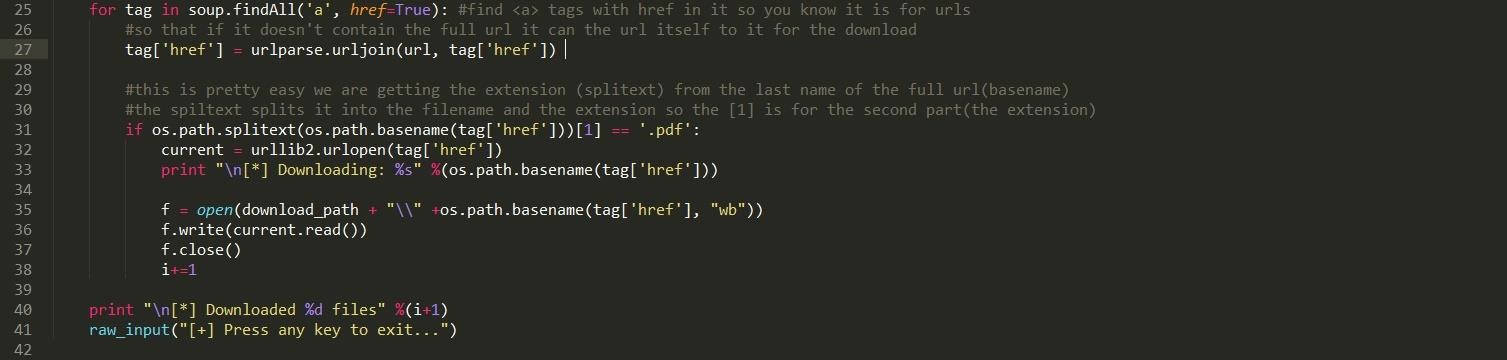 25 for tag in soup.findAll('a', href=True): #find <a> tags with href in it so you know it is for urls
26 #so that if it doesn't contain the full url it can the url itself to it for the download
27 tag['href'] = urlparse.urljoin(url, tag['href'])
28
29 #this is pretty easy we are getting the extension (splitext) from the last name of the full url(basename)
30 #the spiltext splits it into the filename and the extension so the [1] is for the second part(the extension)
31 if os.path.splitext(os.path.basename(tag['href']))[1] == '.pdf':
32 current = urllib2.urlopen(tag['href'])
33 print "\n[*] Downloading: %s" %(os.path.basename(tag['href']))
34
35 f = open(download_path + "\\" +os.path.basename(tag['href'], "wb"))
36 f.write(current.read())
37 f.close()
38 i+=1
39
40 print "\n[*] Downloaded %d files" %(i+1)
41 raw_input("[+] Press any key to exit...")
42